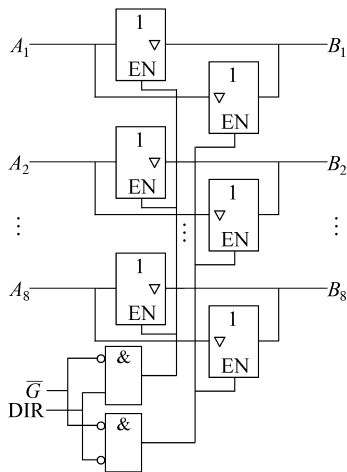 1
A₁ ▽ B₁
EN 1
▽
EN
1
A₂ ▽ B₂
EN 1
▽
⋮ EN ⋮ ⋮
1
A₈ ▽ B₈
EN 1
▽
& EN
G̅
DIR
&